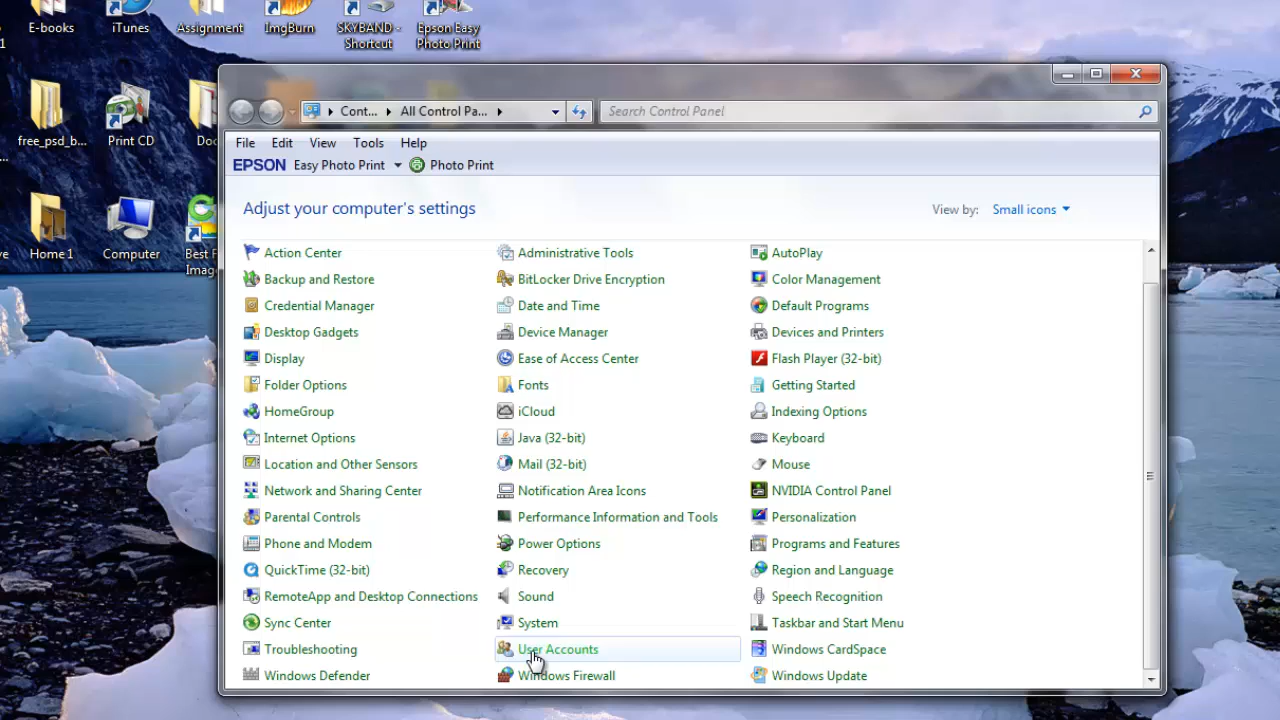 E-books
iTunes
Assignment
ImgBurn
SKYBAND - Shortcut
Epson Easy Photo Print
1
free_psd_b...
Print CD
Doc
...
ve
Home 1
Computer
Best F
Imag
Cont...
All Control Pa...
Search Control Panel
File Edit View Tools Help
EPSON Easy Photo Print Photo Print
Adjust your computer's settings
View by: Small icons
Action Center Administrative Tools AutoPlay
Backup and Restore BitLocker Drive Encryption Color Management
Credential Manager Date and Time Default Programs
Desktop Gadgets Device Manager Devices and Printers
Display Ease of Access Center Flash Player (32-bit)
Folder Options Fonts Getting Started
HomeGroup iCloud Indexing Options
Internet Options Java (32-bit) Keyboard
Location and Other Sensors Mail (32-bit) Mouse
Network and Sharing Center Notification Area Icons NVIDIA Control Panel
Parental Controls Performance Information and Tools Personalization
Phone and Modem Power Options Programs and Features
QuickTime (32-bit) Recovery Region and Language
RemoteApp and Desktop Connections Sound Speech Recognition
Sync Center System Taskbar and Start Menu
Troubleshooting User Accounts Windows CardSpace
Windows Defender Windows Firewall Windows Update